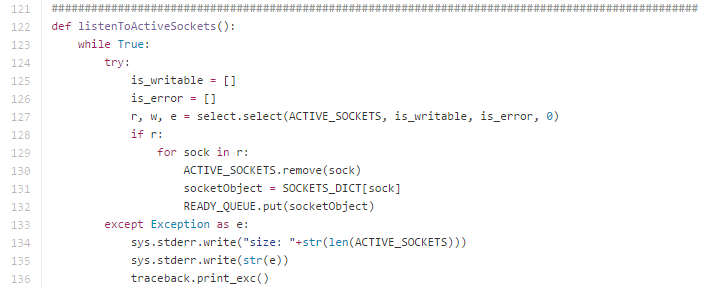 121 ##################################################################################################
122 def listenToActiveSockets():
123     while True:
124         try:
125             is_writable = []
126             is_error = []
127             r, w, e = select.select(ACTIVE_SOCKETS, is_writable, is_error, 0)
128             if r:
129                 for sock in r:
130                     ACTIVE_SOCKETS.remove(sock)
131                     socketObject = SOCKETS_DICT[sock]
132                     READY_QUEUE.put(socketObject)
133         except Exception as e:
134             sys.stderr.write("size: "+str(len(ACTIVE_SOCKETS)))
135             sys.stderr.write(str(e))
136             traceback.print_exc()